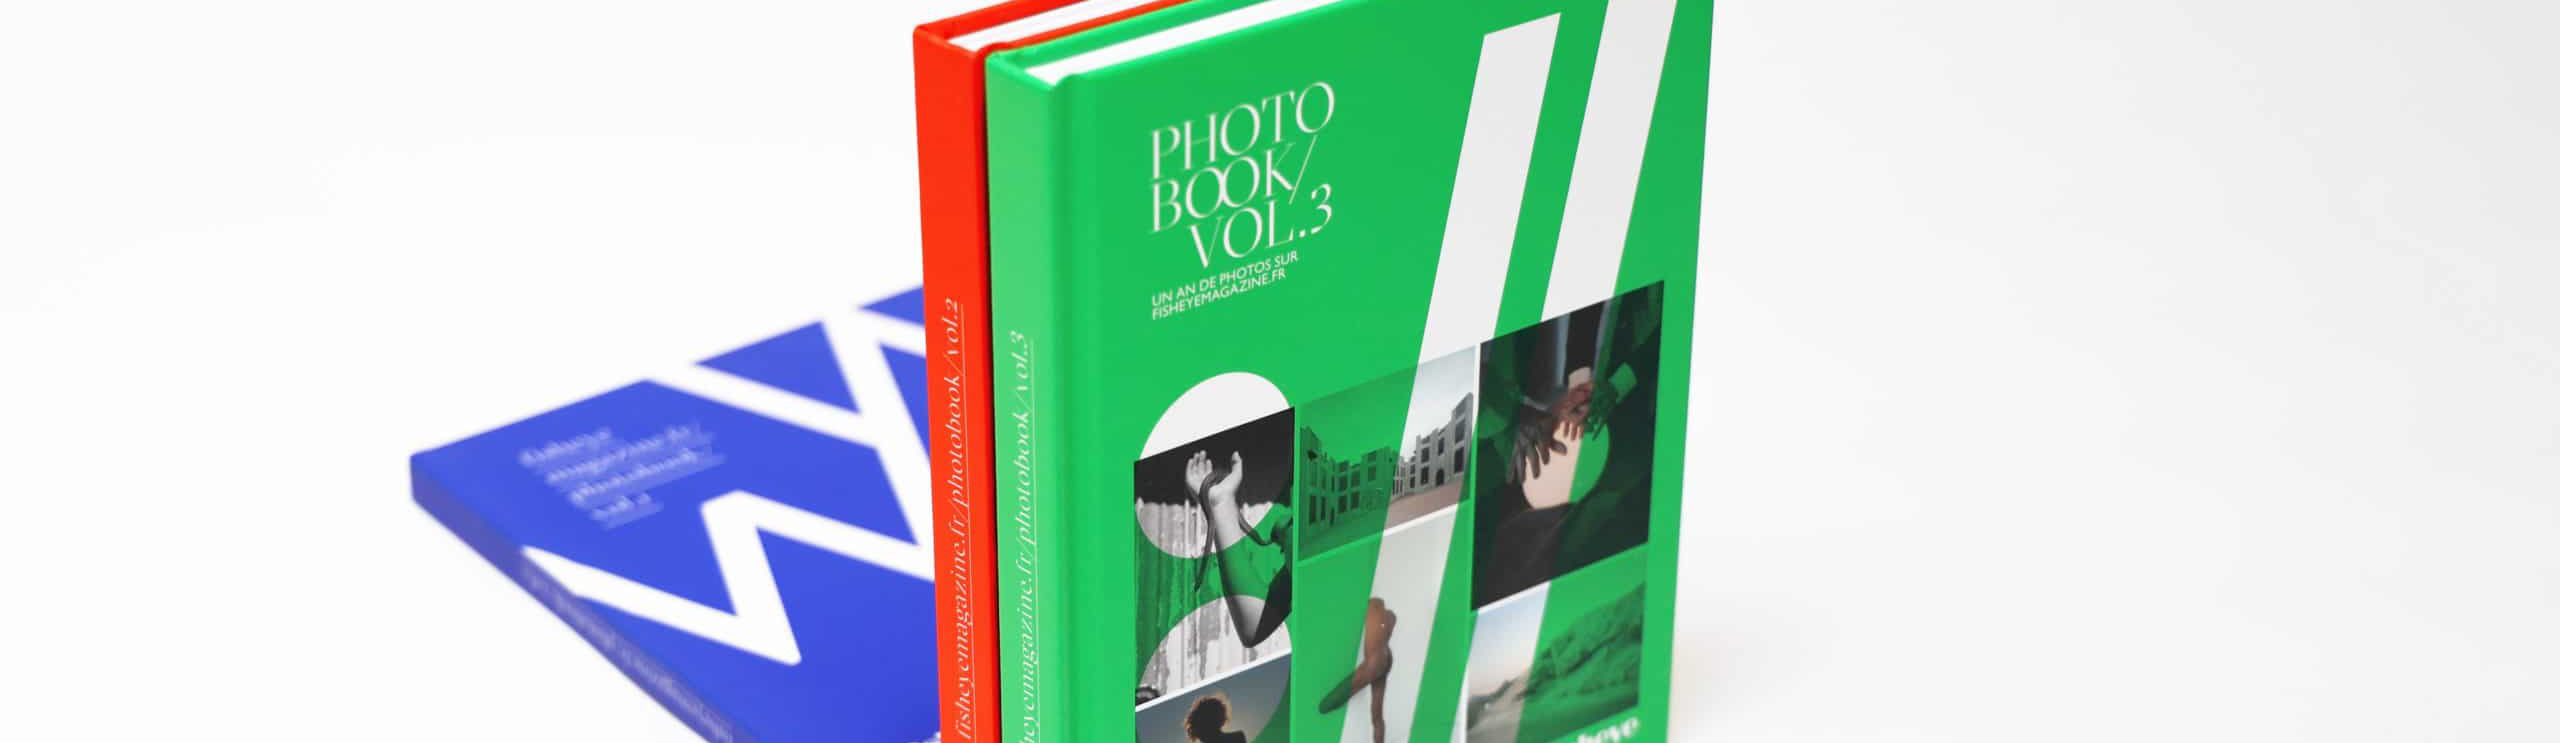 PHOTO
BOOK/
VOL.3
UN AN DE PHOTOS SUR
FISHEYEMAGAZINE.FR
fisheyemagazine.fr/photobook/vol.2
heyemagazine.fr/photobook/vol.3